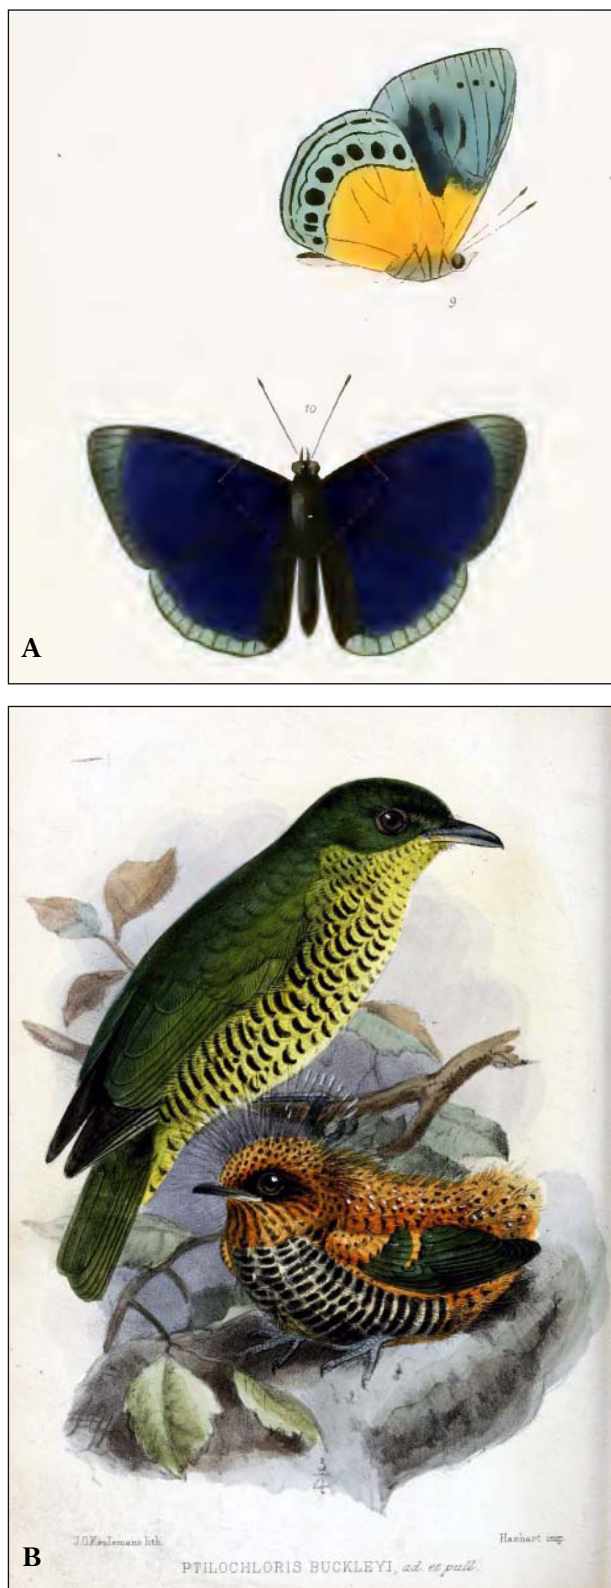 9
10
A
3
4
J.G.Keulemans lith.
Hanhart imp.
B
PTILOCHLORIS BUCKLEYI, ad. et pull.